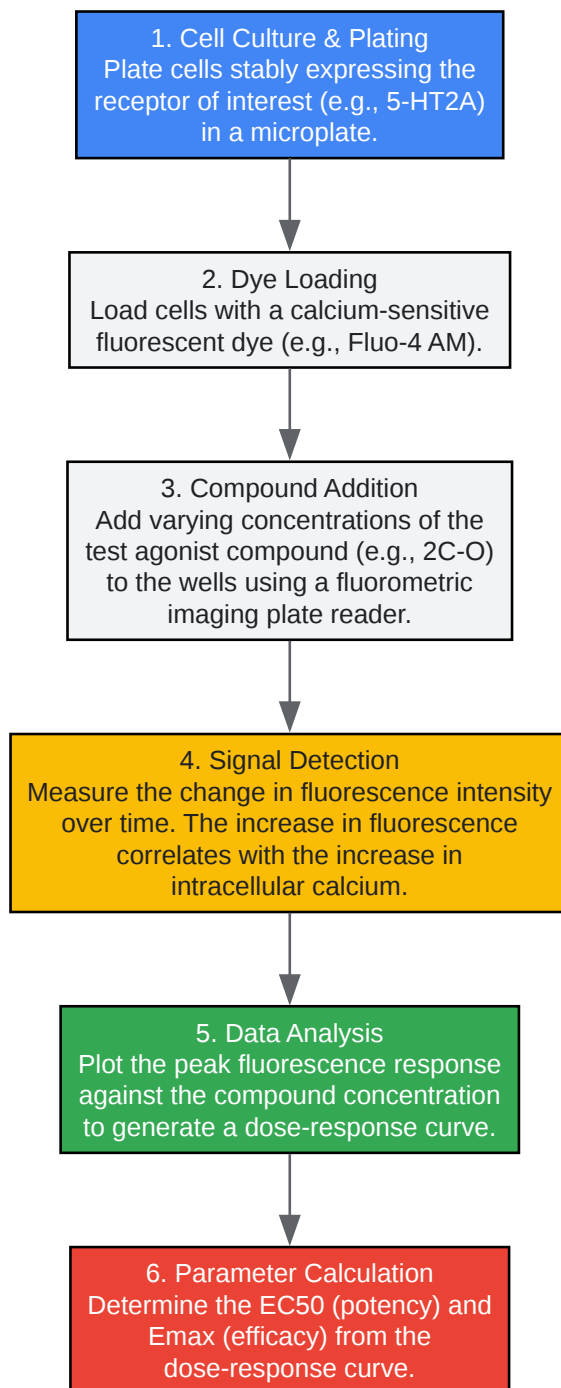 1. Cell Culture & Plating
Plate cells stably expressing the
receptor of interest (e.g., 5-HT2A)
in a microplate.
2. Dye Loading
Load cells with a calcium-sensitive
fluorescent dye (e.g., Fluo-4 AM).
3. Compound Addition
Add varying concentrations of the
test agonist compound (e.g., 2C-O)
to the wells using a fluorometric
imaging plate reader.
4. Signal Detection
Measure the change in fluorescence intensity
over time. The increase in fluorescence
correlates with the increase in
intracellular calcium.
5. Data Analysis
Plot the peak fluorescence response
against the compound concentration
to generate a dose-response curve.
6. Parameter Calculation
Determine the EC50 (potency) and
Emax (efficacy) from the
dose-response curve.